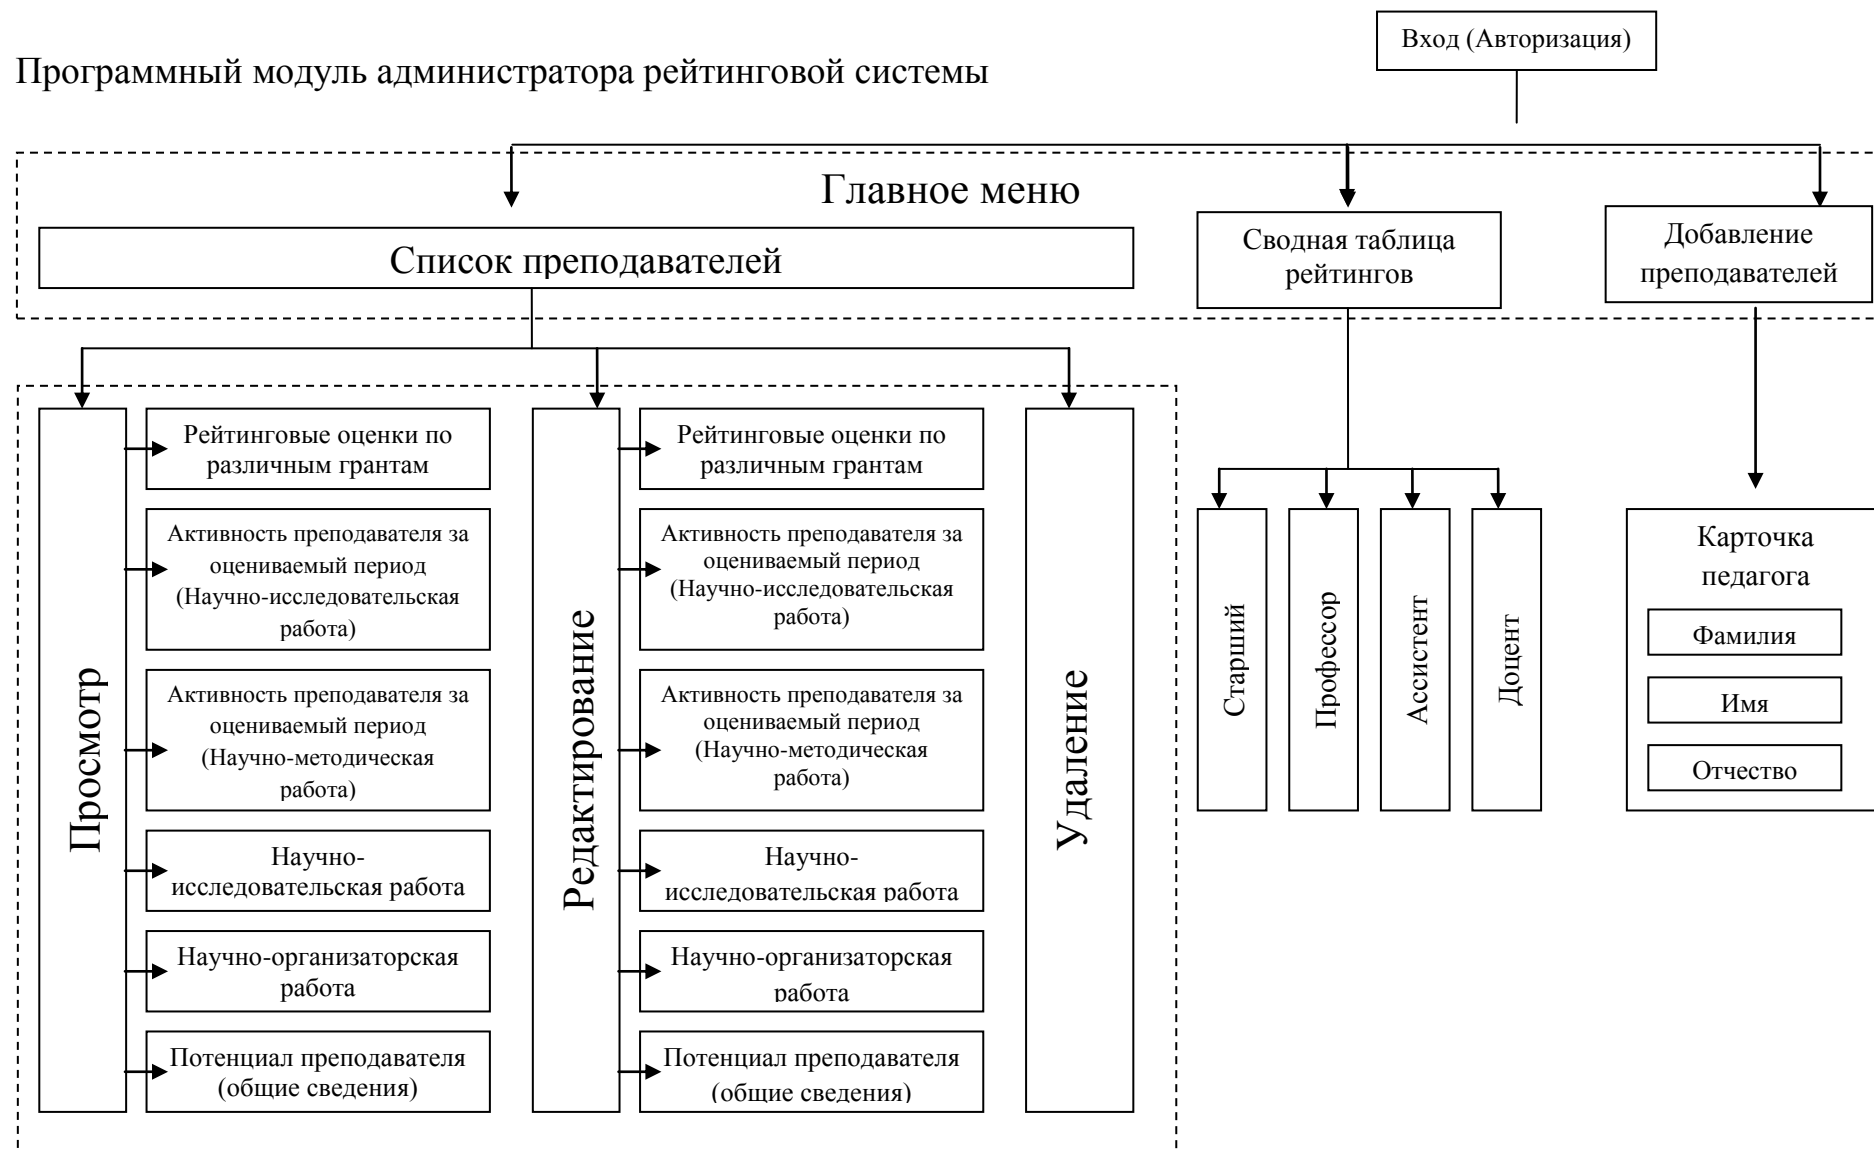 Вход (Авторизация)
Программный модуль администратора рейтинговой системы
Главное меню
Список преподавателей
Сводная таблица
рейтингов
Добавление
преподавателей
Просмотр
Рейтинговые оценки по
различным грантам
Активность преподавателя за
оцениваемый период
(Научно-исследовательская
работа)
Активность преподавателя за
оцениваемый период
(Научно-методическая
работа)
Научно-
исследовательская работа
Научно-организаторская
работа
Потенциал преподавателя
(общие сведения)
Редактирование
Рейтинговые оценки по
различным грантам
Активность преподавателя за
оцениваемый период
(Научно-исследовательская
работа)
Активность преподавателя за
оцениваемый период
(Научно-методическая
работа)
Научно-
исследовательская работа
Научно-организаторская
работа
Потенциал преподавателя
(общие сведения)
Удаление
Старший
Профессор
Ассистент
Доцент
Карточка
педагога
Фамилия
Имя
Отчество